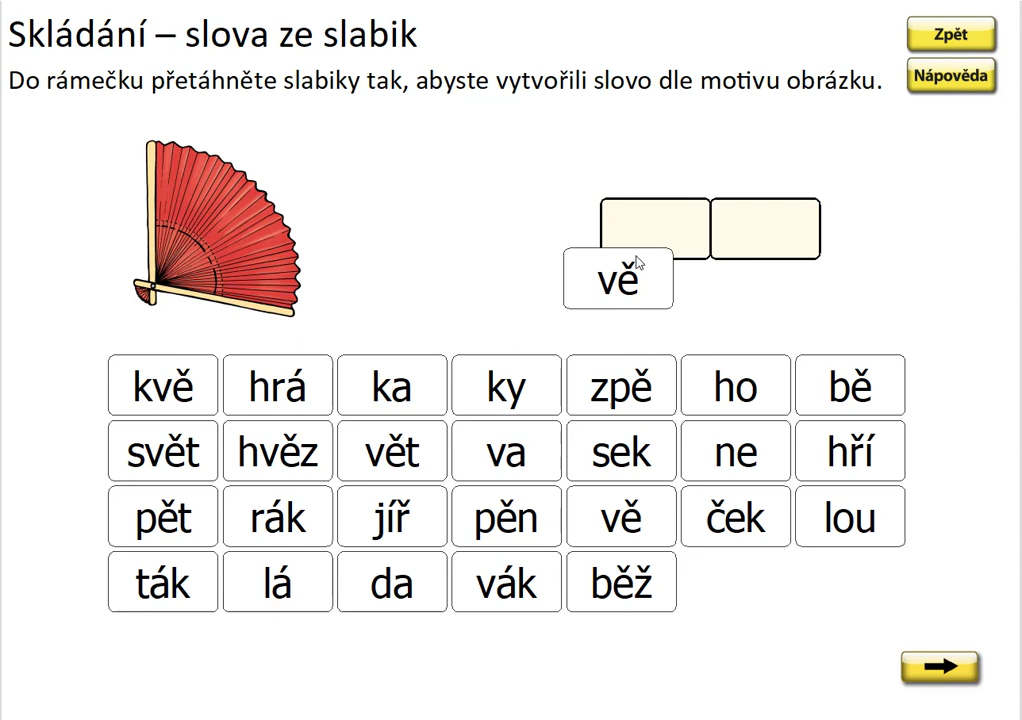 Skládání – slova ze slabik
Zpět
Do rámečku přetáhněte slabiky tak, abyste vytvořili slovo dle motivu obrázku.
Nápověda
vě
kvě hrá ka ky zpě ho bě
svět hvěz vět va sek ne hří
pět rák jíř pěn vě ček lou
ták lá da vák běž